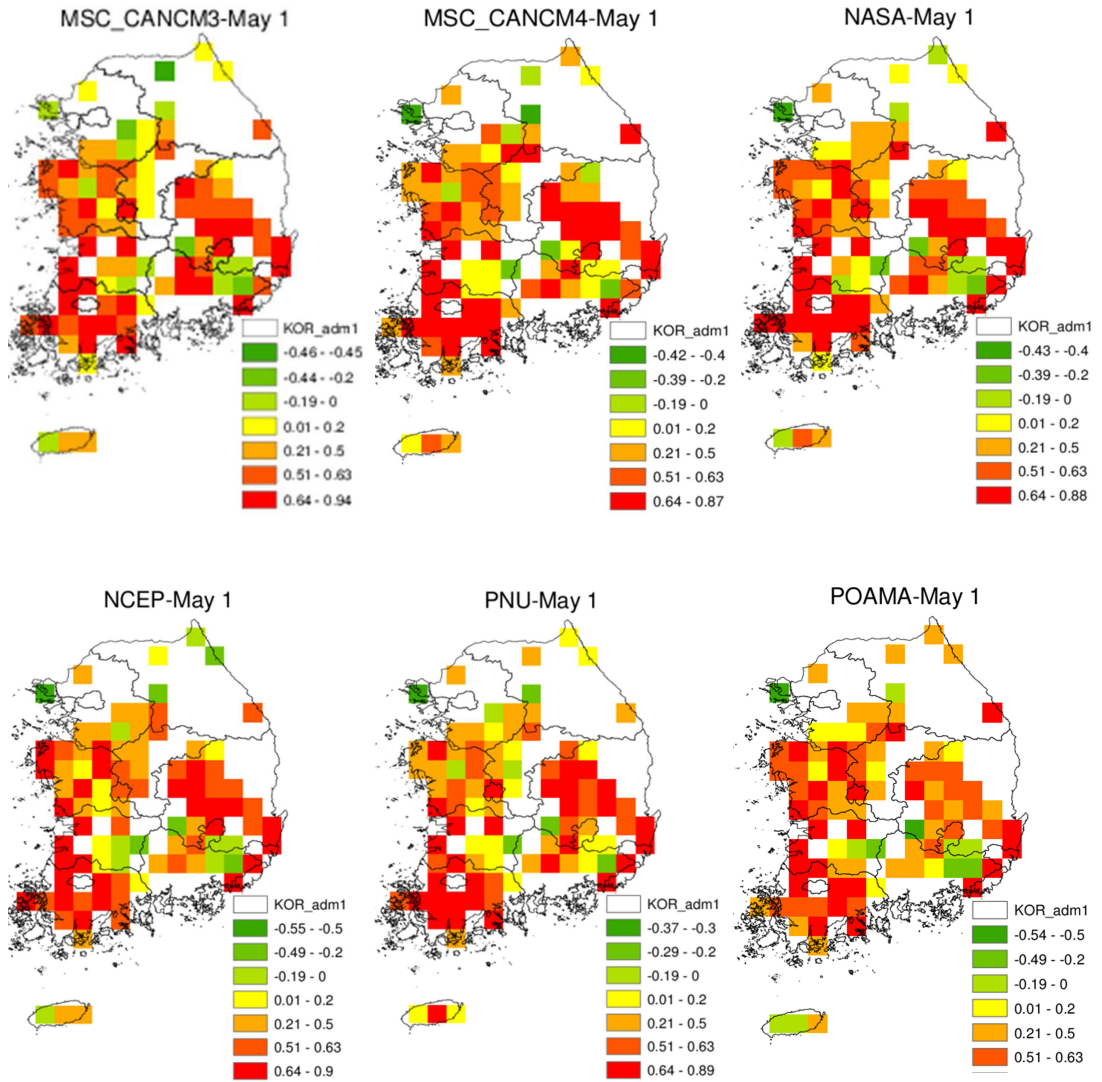 MSC_CANCM3-May 1
KOR_adm1
-0.46 - -0.45
-0.44 - -0.2
-0.19 - 0
0.01 - 0.2
0.21 - 0.5
0.51 - 0.63
0.64 - 0.94
MSC_CANCM4-May 1
KOR_adm1
-0.42 - -0.4
-0.39 - -0.2
-0.19 - 0
0.01 - 0.2
0.21 - 0.5
0.51 - 0.63
0.64 - 0.87
NASA-May 1
KOR_adm1
-0.43 - -0.4
-0.39 - -0.2
-0.19 - 0
0.01 - 0.2
0.21 - 0.5
0.51 - 0.63
0.64 - 0.88
NCEP-May 1
KOR_adm1
-0.55 - -0.5
-0.49 - -0.2
-0.19 - 0
0.01 - 0.2
0.21 - 0.5
0.51 - 0.63
0.64 - 0.9
PNU-May 1
KOR_adm1
-0.37 - -0.3
-0.29 - -0.2
-0.19 - 0
0.01 - 0.2
0.21 - 0.5
0.51 - 0.63
0.64 - 0.89
POAMA-May 1
KOR_adm1
-0.54 - -0.5
-0.49 - -0.2
-0.19 - 0
0.01 - 0.2
0.21 - 0.5
0.51 - 0.63